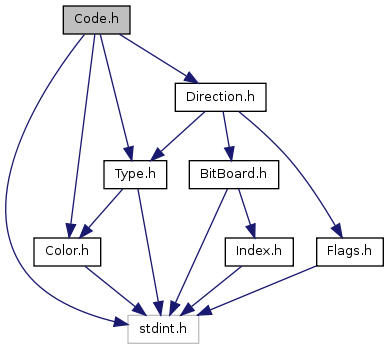 Code.h
Direction.h
Type.h
BitBoard.h
Color.h
Index.h
Flags.h
stdint.h